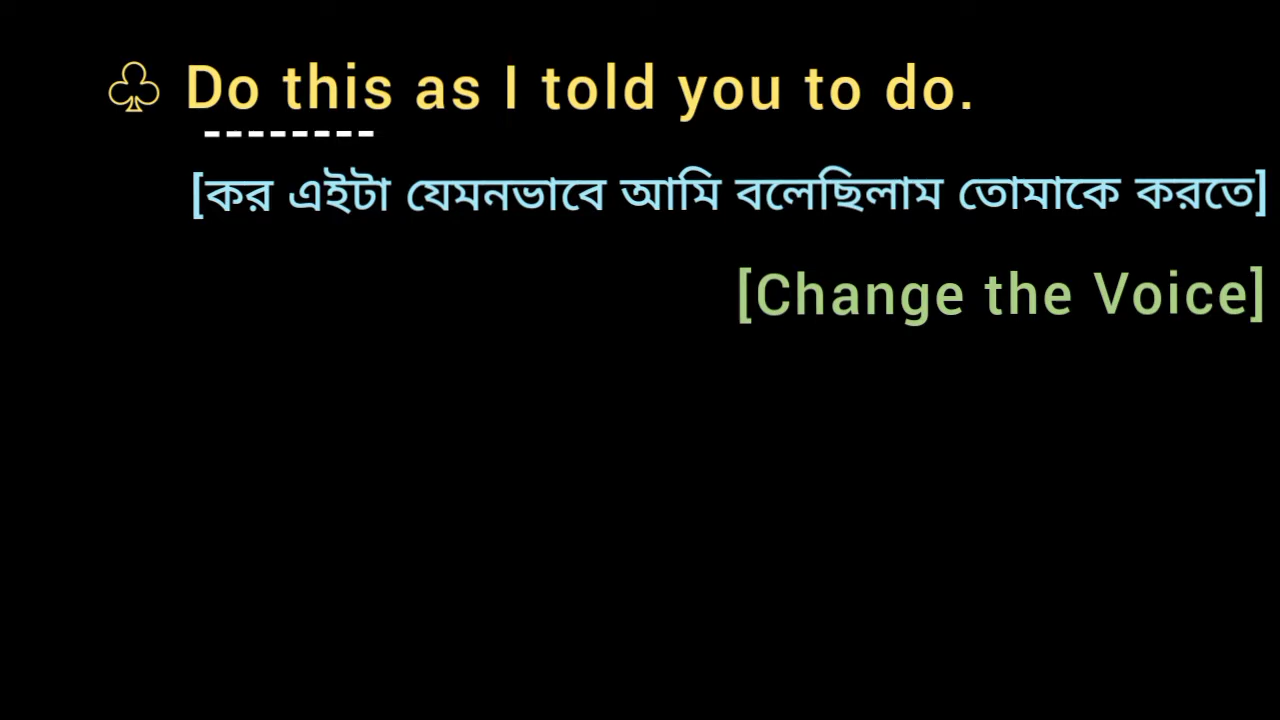 ♧ Do this as I told you to do.
[কর এইটা যেমনভাবে আমি বলেছিলাম তোমাকে করতে]
[Change the Voice]